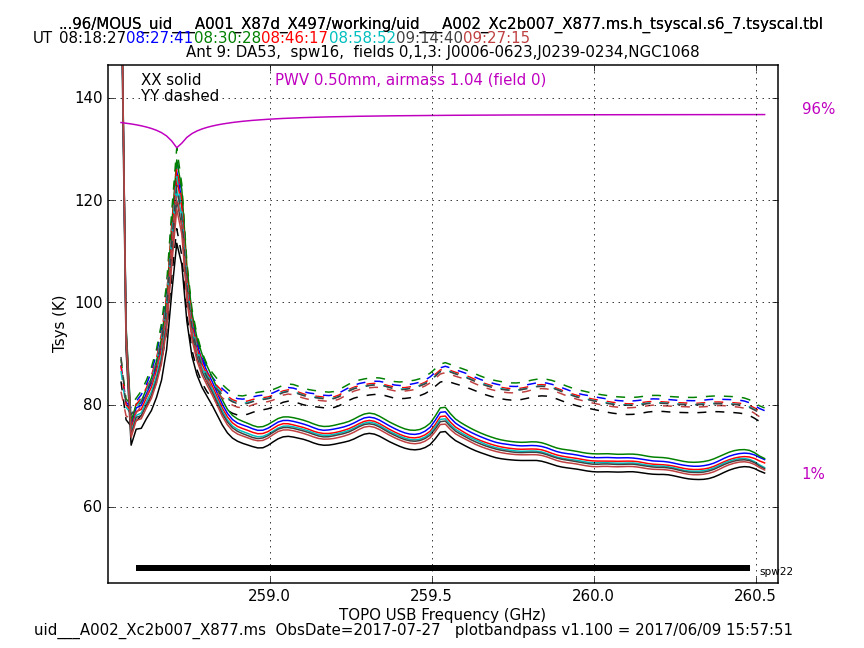 ...96/MOUS_uid___A001_X87d_X497/working/uid___A002_Xc2b007_X877.ms.h_tsyscal.s6_7.tsyscal.tbl
UT 08:18:27 08:27:41 08:30:28 08:46:17 08:58:52 09:14:40 09:27:15
Ant 9: DA53, spw16, fields 0,1,3: J0006-0623,J0239-0234,NGC1068
XX solid
YY dashed
PWV 0.50mm, airmass 1.04 (field 0)
140
120
100
80
60
Tsys (K)
96%
1%
spw22
259.0 259.5 260.0 260.5
TOPO USB Frequency (GHz)
uid___A002_Xc2b007_X877.ms ObsDate=2017-07-27 plotbandpass v1.100 = 2017/06/09 15:57:51